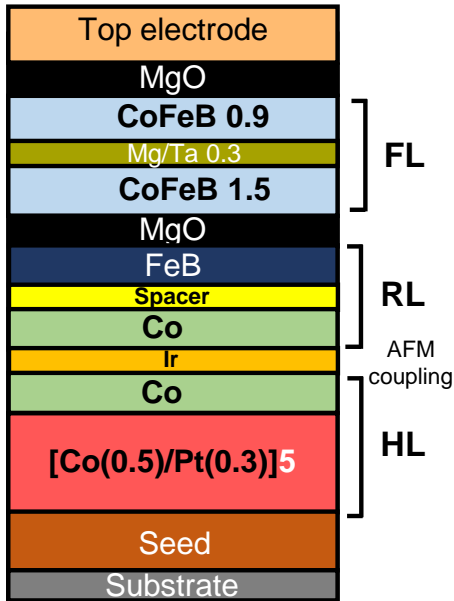 Top electrode
MgO
CoFeB 0.9
Mg/Ta 0.3
CoFeB 1.5
FL
MgO
FeB
Spacer
Co
RL
Ir
AFM
coupling
Co
[Co(0.5)/Pt(0.3)]5
HL
Seed
Substrate